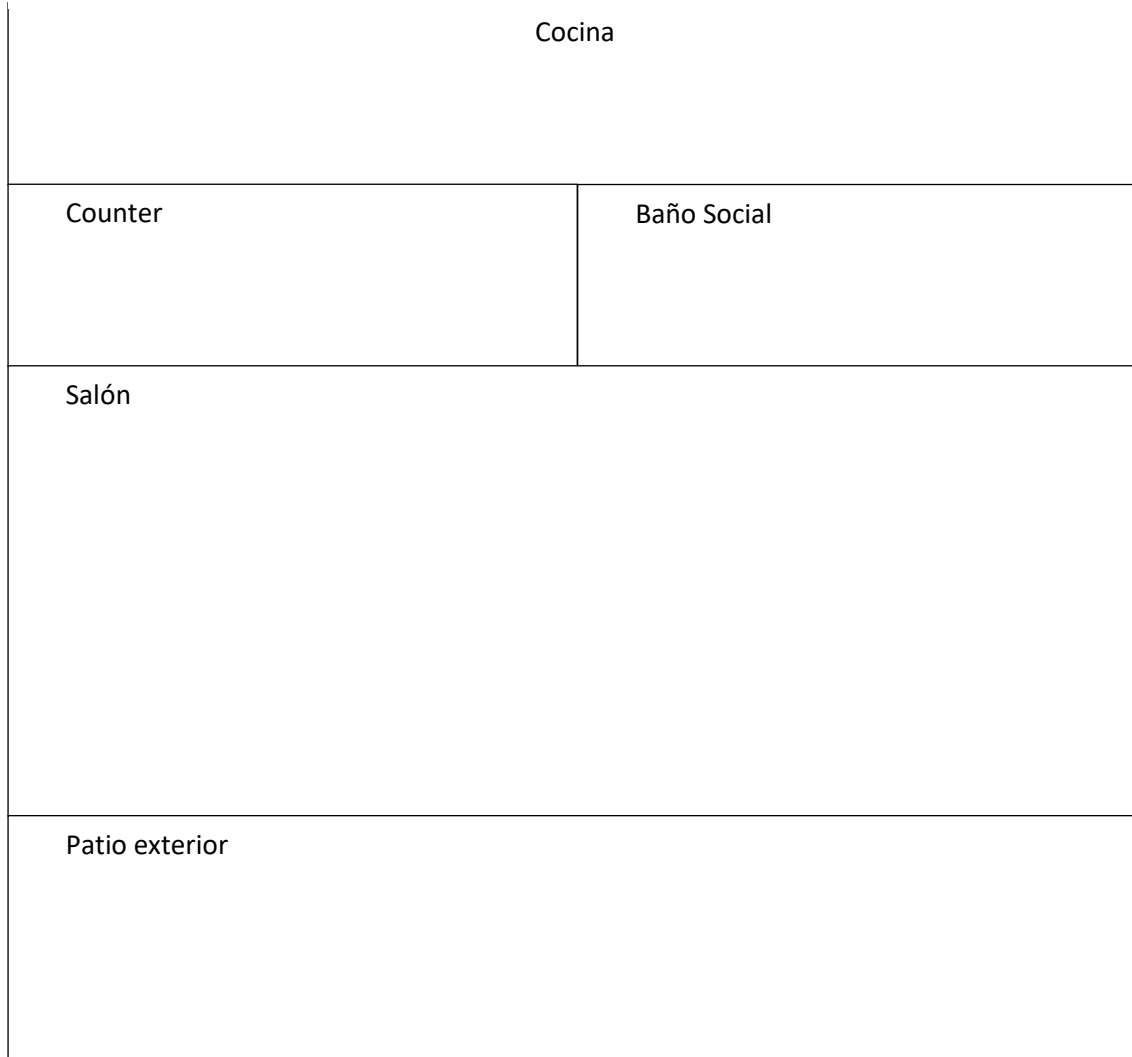 Cocina
Counter
Baño Social
Salón
Patio exterior